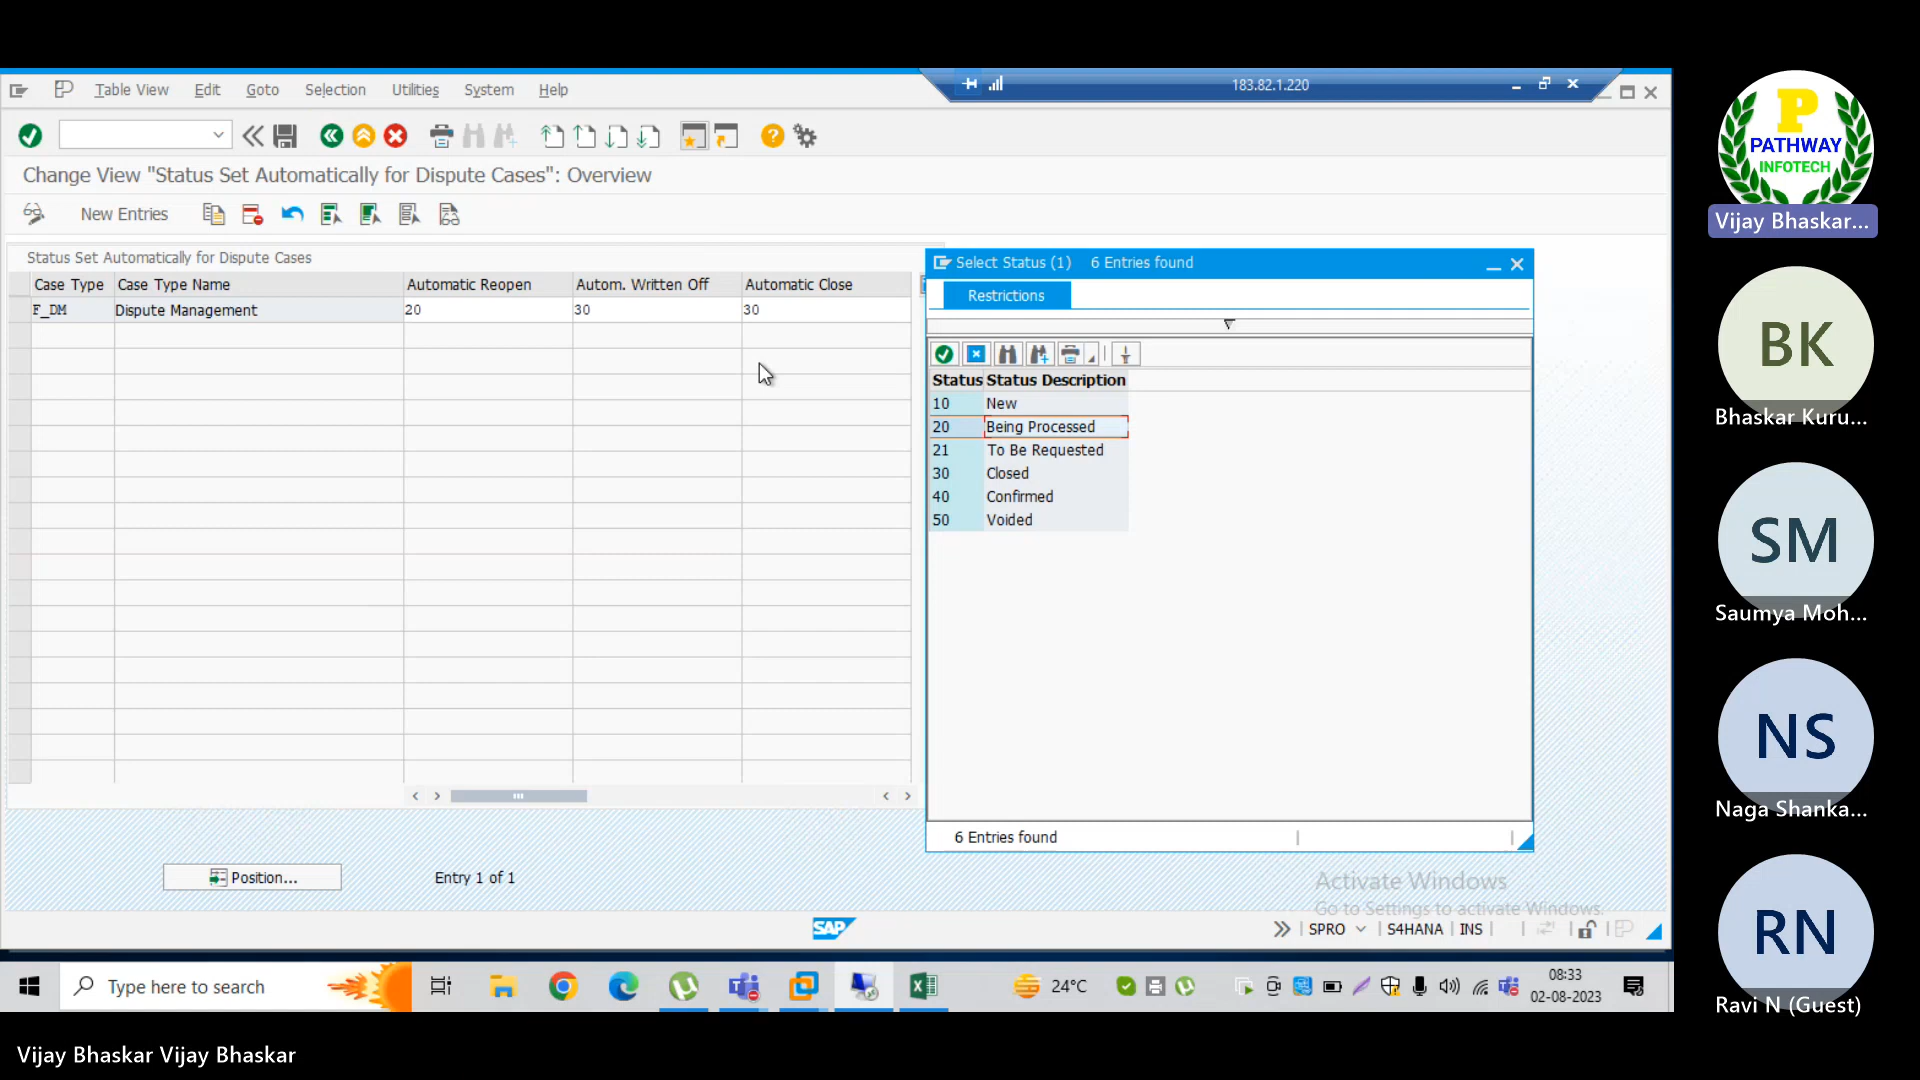 183.82.1.220
Table View Edit Goto Selection Utilities System Help
Change View "Status Set Automatically for Dispute Cases": Overview
New Entries
Status Set Automatically for Dispute Cases
Case Type Case Type Name Automatic Reopen Autom. Written Off Automatic Close
F_DM Dispute Management 20 30 30
Select Status (1) 6 Entries found
Restrictions
Status Status Description
10 New
20 Being Processed
21 To Be Requested
30 Closed
40 Confirmed
50 Voided
6 Entries found
Position...
Entry 1 of 1
Activate Windows
Go to Settings to activate Windows.
SAP
SPRO S4HANA INS
Type here to search
24°C
08:33
02-08-2023
Vijay Bhaskar Vijay Bhaskar
P
PATHWAY
INFOTECH
Vijay Bhaskar...
BK
Bhaskar Kuru...
SM
Saumya Moh...
NS
Naga Shanka...
RN
Ravi N (Guest)